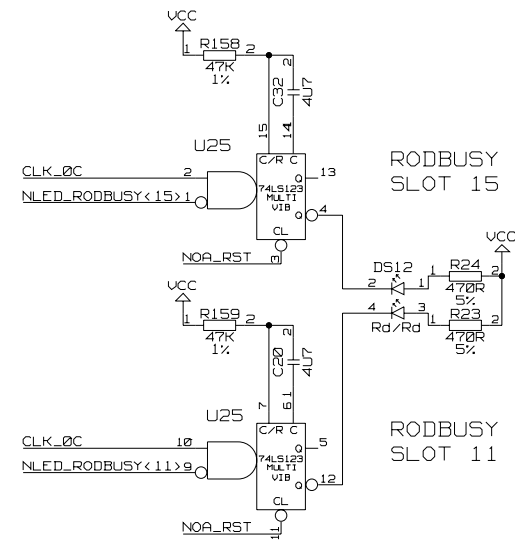 VCC
1 R158 2
47K
1%
2
C32
4U7
15
14
U25
C/R C
CLK_0C 2
NLED_RODBUSY<15> 1
Q 13
74LS123
MULTI
VIB
Q 4
CL
3
NOA_RST
RODBUSY
SLOT 15
VCC
DS12
2 1
1 R24 2
470R
5%
4 3
Rd/Rd
1 R23 2
470R
5%
VCC
1 R159 2
47K
1%
2
C20
4U7
7
6 1
U25
C/R C
CLK_0C 10
NLED_RODBUSY<11> 9
Q 5
74LS123
MULTI
VIB
Q 12
CL
11
NOA_RST
RODBUSY
SLOT 11